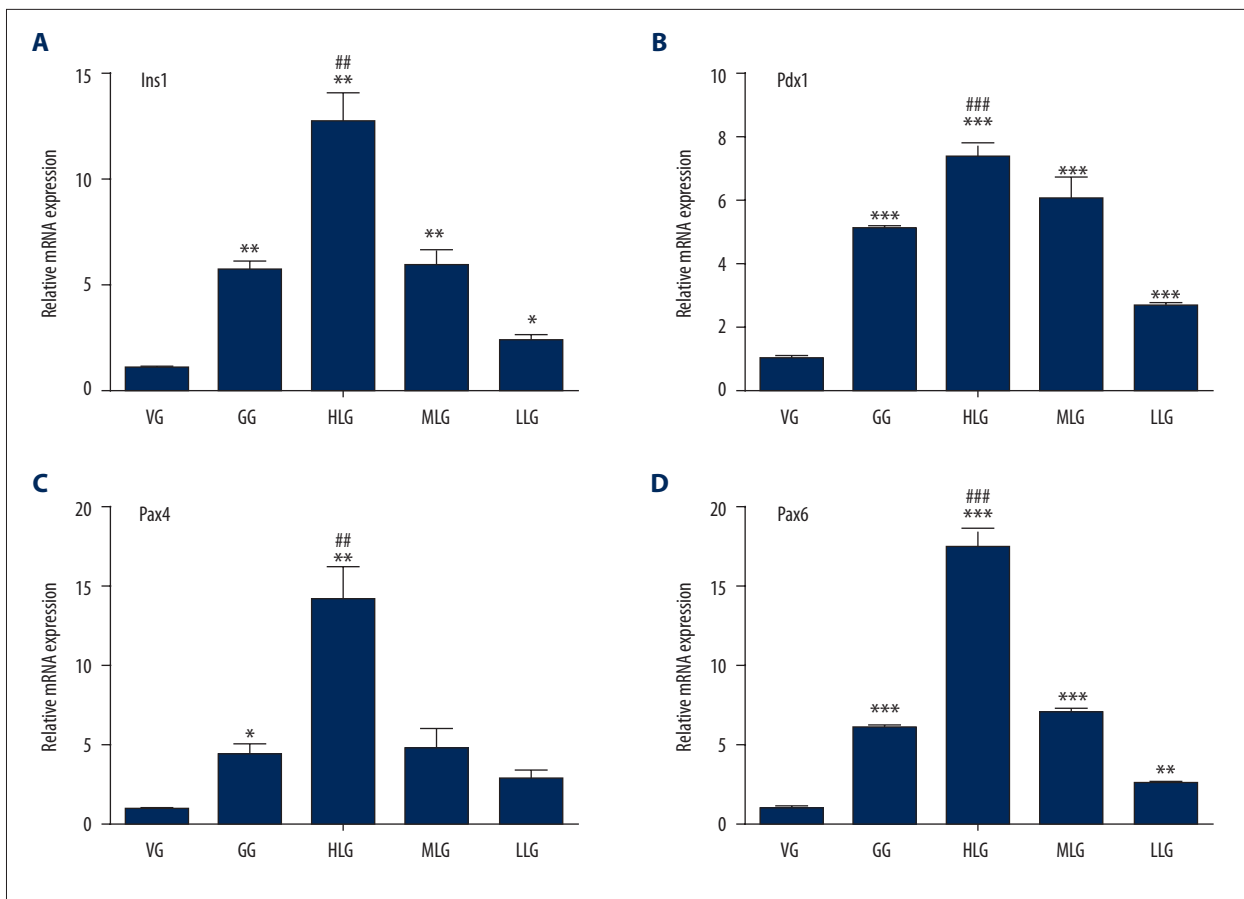 A
Ins1
Relative mRNA expression
15
10
5
0
**
##
**
**
*
VG GG HLG MLG LLG
B
Pdx1
Relative mRNA expression
10
8
6
4
2
0
***
###
***
***
***
VG GG HLG MLG LLG
C
Pax4
Relative mRNA expression
20
15
10
5
0
*
##
**
VG GG HLG MLG LLG
D
Pax6
Relative mRNA expression
20
15
10
5
0
***
###
***
***
**
VG GG HLG MLG LLG